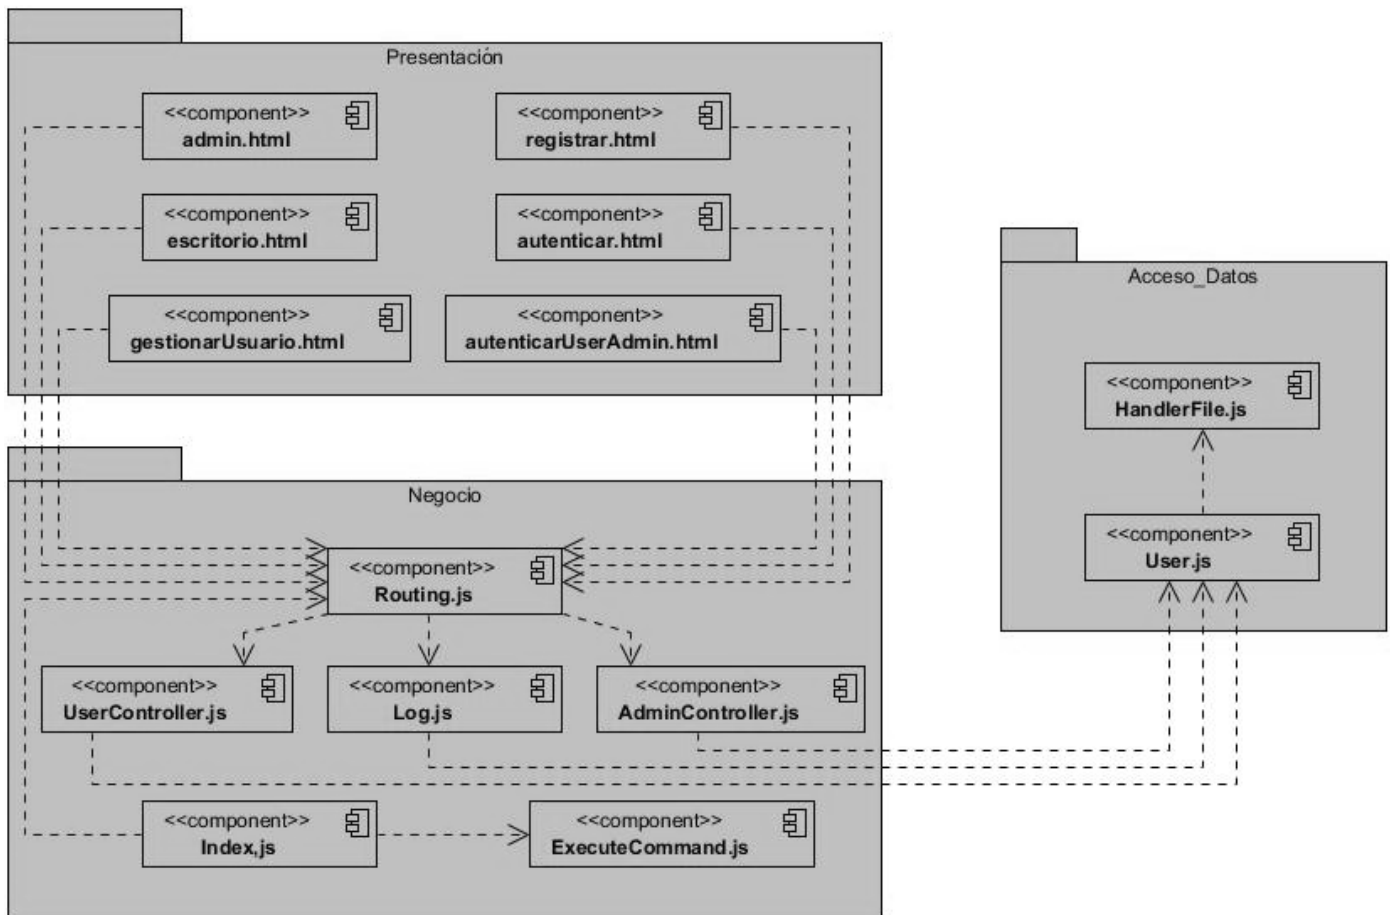 Presentación
<<component>>
admin.html
<<component>>
registrar.html
<<component>>
escritorio.html
<<component>>
autenticar.html
<<component>>
gestionarUsuario.html
<<component>>
autenticarUserAdmin.html
Acceso_Datos
<<component>>
HandlerFile.js
<<component>>
User.js
Negocio
<<component>>
Routing.js
<<component>>
UserController.js
<<component>>
Log.js
<<component>>
AdminController.js
<<component>>
Index,js
<<component>>
ExecuteCommand.js